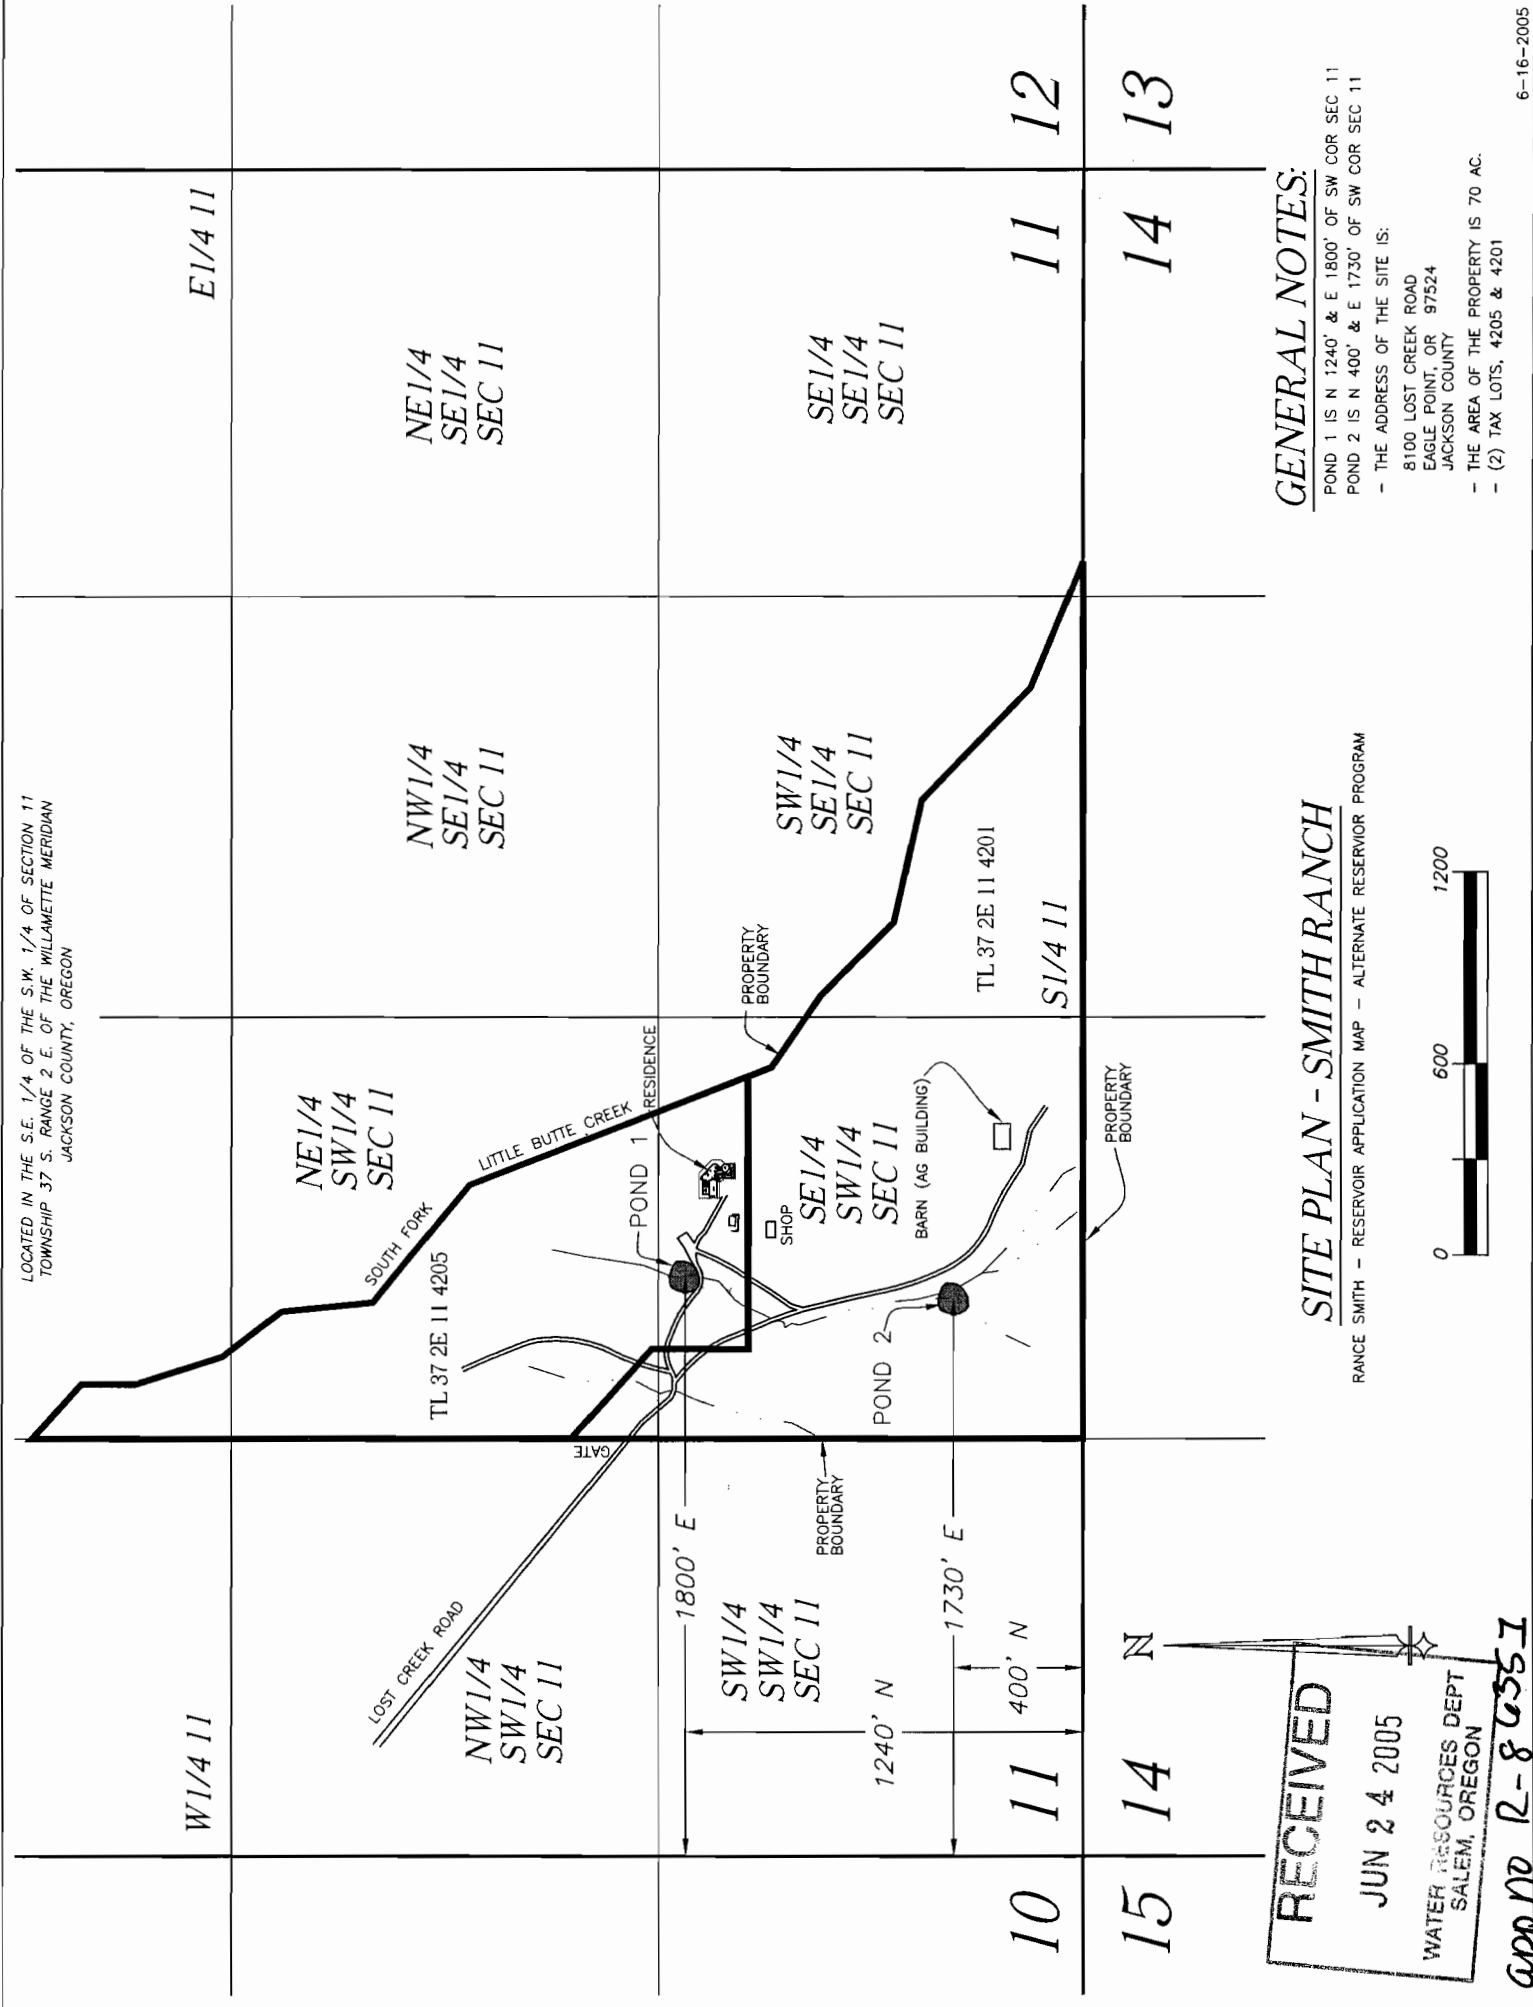 LOCATED IN THE S.E. 1/4 OF THE S.W. 1/4 OF SECTION 11
TOWNSHIP 37 S. RANGE 2 E. OF THE WILLAMETTE MERIDIAN
JACKSON COUNTY, OREGON
W1/4 11
E1/4 11
LOST CREEK ROAD
NW1/4
SW1/4
SEC 11
TL 37 2E 11 4205
SOUTH FORK
LITTLE BUTTE CREEK
NE1/4
SW1/4
SEC 11
NW1/4
SE1/4
SEC 11
NE1/4
SE1/4
SEC 11
GATE
POND 1
RESIDENCE
PROPERTY
BOUNDARY
1800' E
SW1/4
SW1/4
SEC 11
PROPERTY
BOUNDARY
SHOP
SE1/4
SW1/4
SEC 11
SW1/4
SE1/4
SEC 11
SE1/4
SE1/4
SEC 11
POND 2
BARN (AG BUILDING)
1730' E
1240' N
400' N
TL 37 2E 11 4201
S1/4 11
PROPERTY
BOUNDARY
10
11
11
12
15
14
14
13
N
RECEIVED
JUN 24 2005
WATER RESOURCES DEPT
SALEM, OREGON
app no R-86351
SITE PLAN - SMITH RANCH
RANCE SMITH - RESERVOIR APPLICATION MAP - ALTERNATE RESERVIOR PROGRAM
0
600
1200
GENERAL NOTES:
POND 1 IS N 1240' & E 1800' OF SW COR SEC 11
POND 2 IS N 400' & E 1730' OF SW COR SEC 11
- THE ADDRESS OF THE SITE IS:
8100 LOST CREEK ROAD
EAGLE POINT, OR 97524
JACKSON COUNTY
- THE AREA OF THE PROPERTY IS 70 AC.
- (2) TAX LOTS, 4205 & 4201
6-16-2005